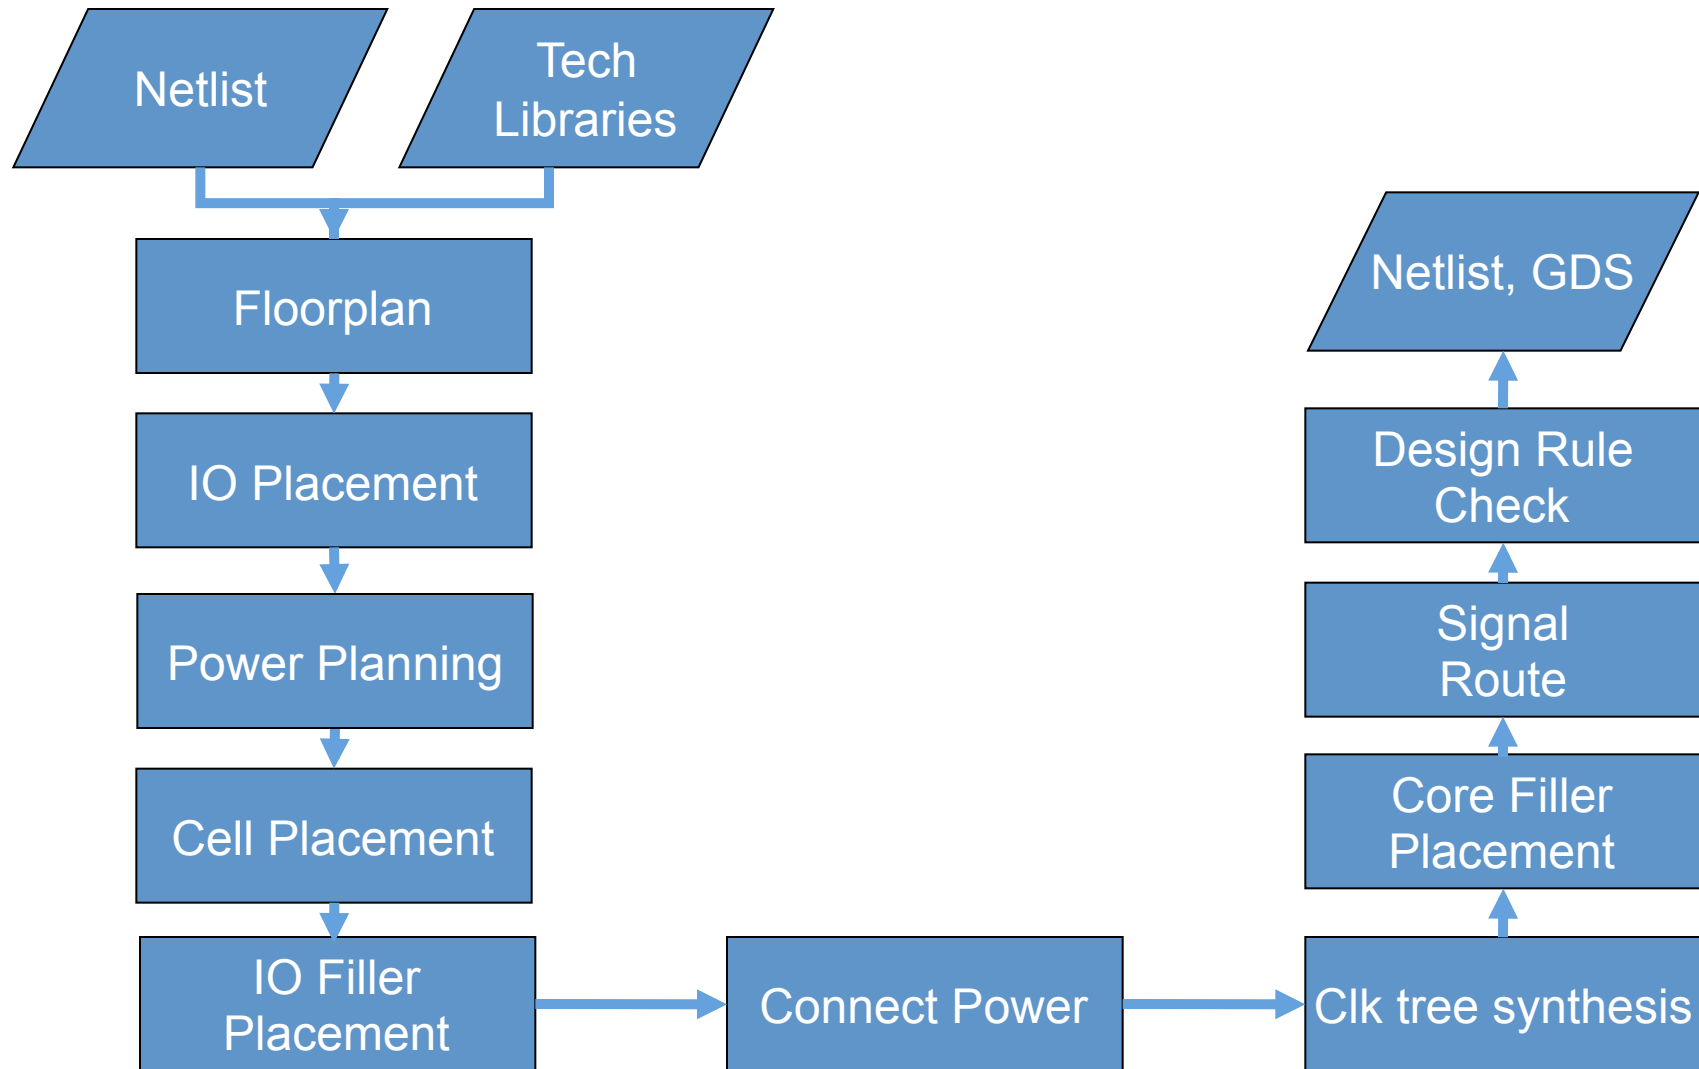 Netlist
Tech
Libraries
Floorplan
IO Placement
Power Planning
Cell Placement
IO Filler
Placement
Connect Power
Clk tree synthesis
Core Filler
Placement
Signal
Route
Design Rule
Check
Netlist, GDS